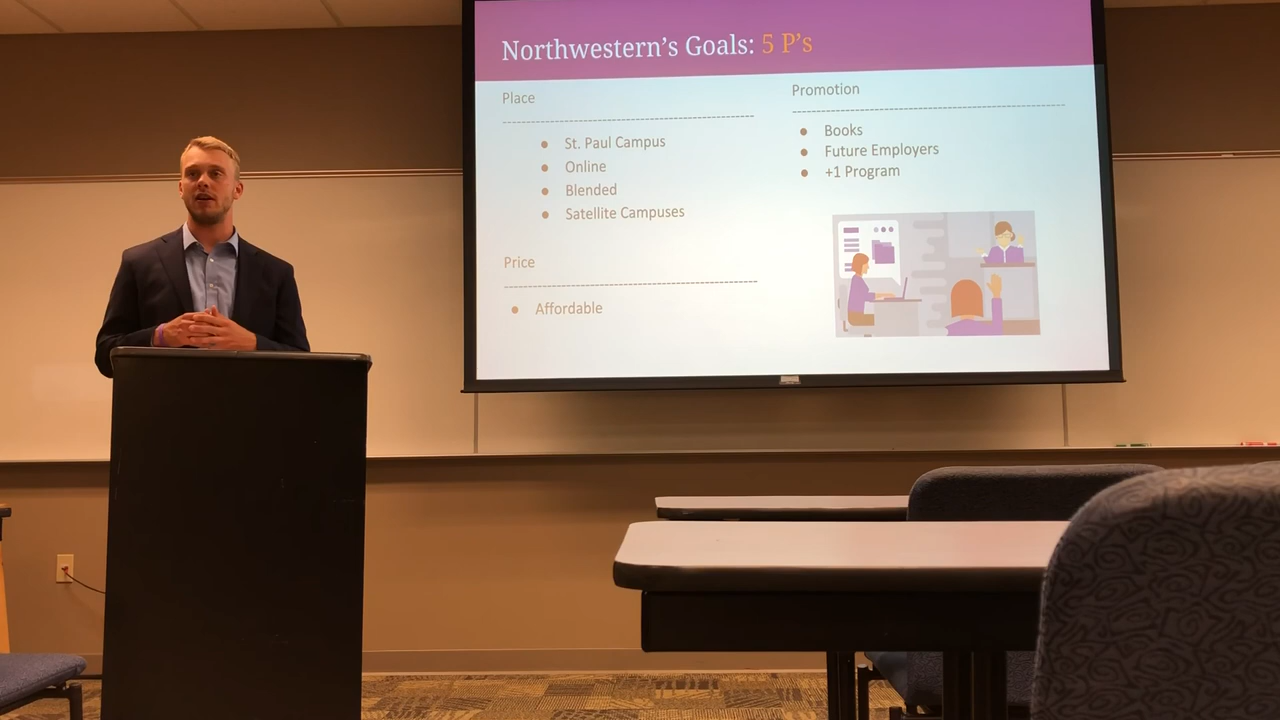 Northwestern's Goals: 5 P's
Place
St. Paul Campus
Online
Blended
Satellite Campuses
Price
Affordable
Promotion
Books
Future Employers
+1 Program